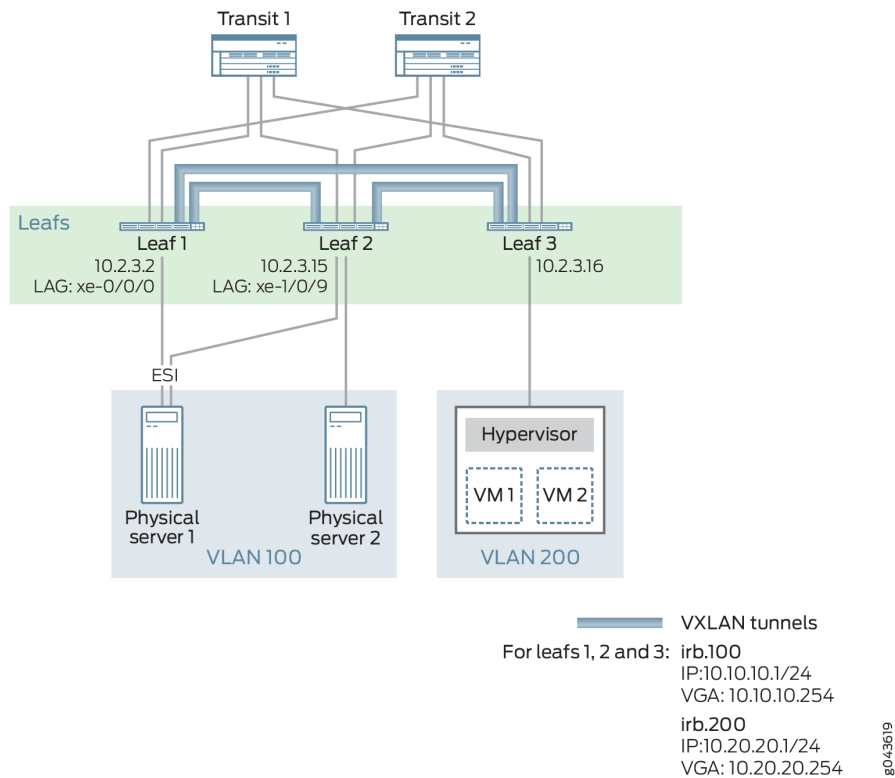 Transit 1
Transit 2
Leafs
Leaf 1
Leaf 2
Leaf 3
10.2.3.2
LAG: xe-0/0/0
10.2.3.15
LAG: xe-1/0/9
10.2.3.16
ESI
Hypervisor
VM 1
VM 2
Physical
server 1
Physical
server 2
VLAN 100
VLAN 200
VXLAN tunnels
For leafs 1, 2 and 3: irb.100
IP:10.10.10.1/24
VGA: 10.10.10.254
irb.200
IP:10.20.20.1/24
VGA: 10.20.20.254
g043619